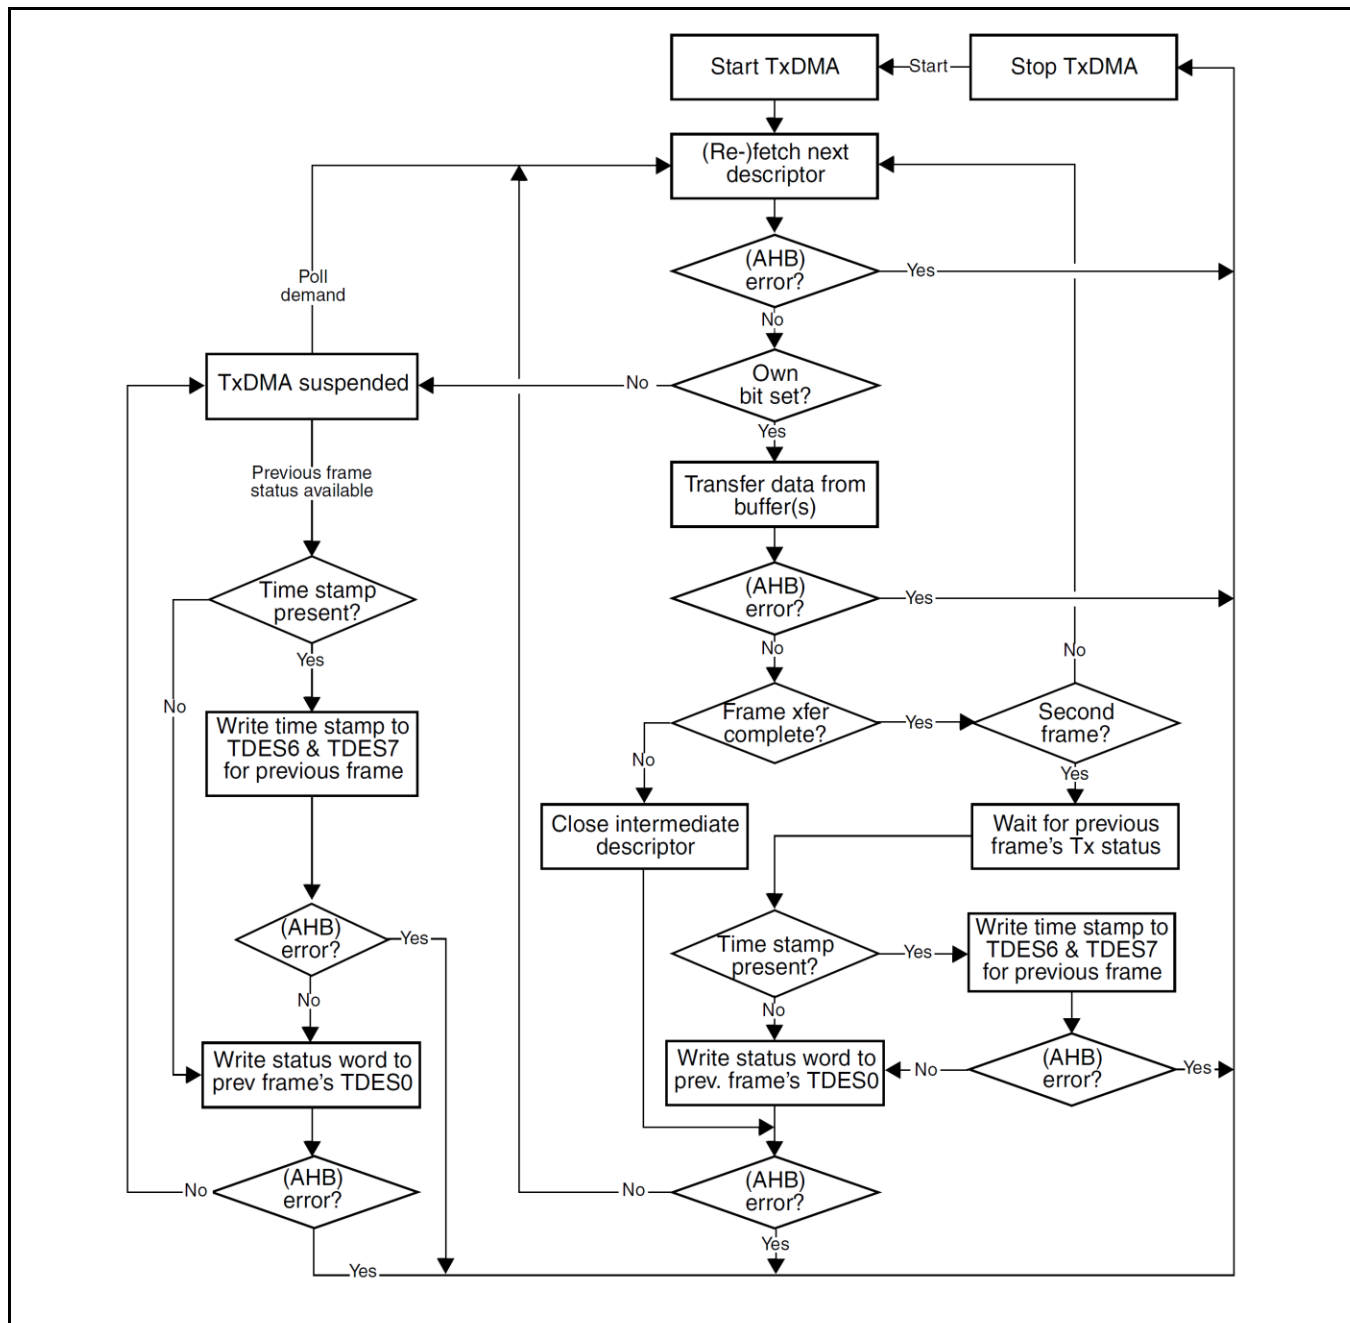 Start TxDMA
Start
Stop TxDMA
(Re-)fetch next
descriptor
(AHB)
error?
Yes
No
Poll
demand
TxDMA suspended
No
Own
bit set?
Yes
Previous frame
status available
Transfer data from
buffer(s)
Time stamp
present?
(AHB)
error?
Yes
No
Yes
No
No
Write time stamp to
TDES6 & TDES7
for previous frame
Frame xfer
complete?
Yes
Second
frame?
No
Yes
Close intermediate
descriptor
Wait for previous
frame's Tx status
(AHB)
error?
Yes
No
Time stamp
present?
Yes
Write time stamp to
TDES6 & TDES7
for previous frame
No
Write status word to
prev frame's TDES0
Write status word to
prev. frame's TDES0
No
(AHB)
error?
Yes
No
(AHB)
error?
No
(AHB)
error?
Yes
Yes